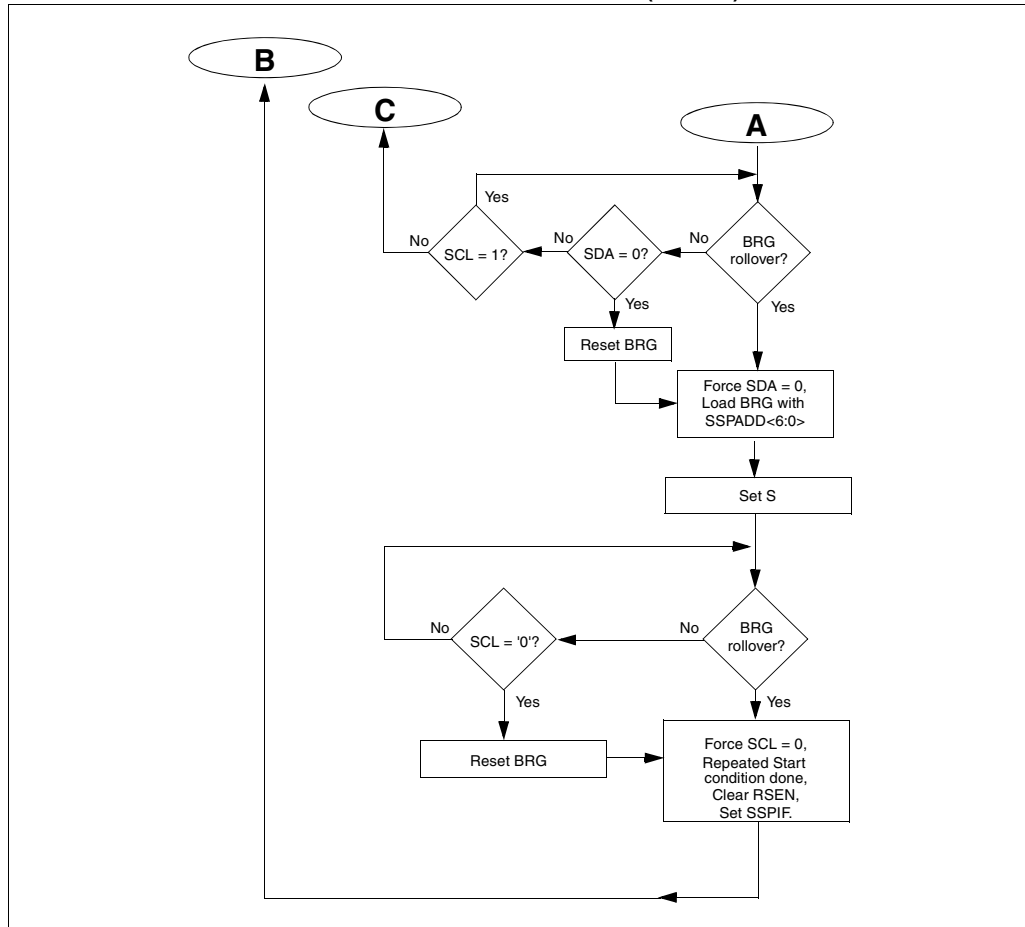 B
C
A
Yes
No
SCL = 1?
No
SDA = 0?
No
BRG
rollover?
Yes
Yes
Reset BRG
Force SDA = 0,
Load BRG with
SSPADD<6:0>
Set S
No
SCL = '0'?
No
BRG
rollover?
Yes
Yes
Reset BRG
Force SCL = 0,
Repeated Start
condition done,
Clear RSEN,
Set SSPIF.